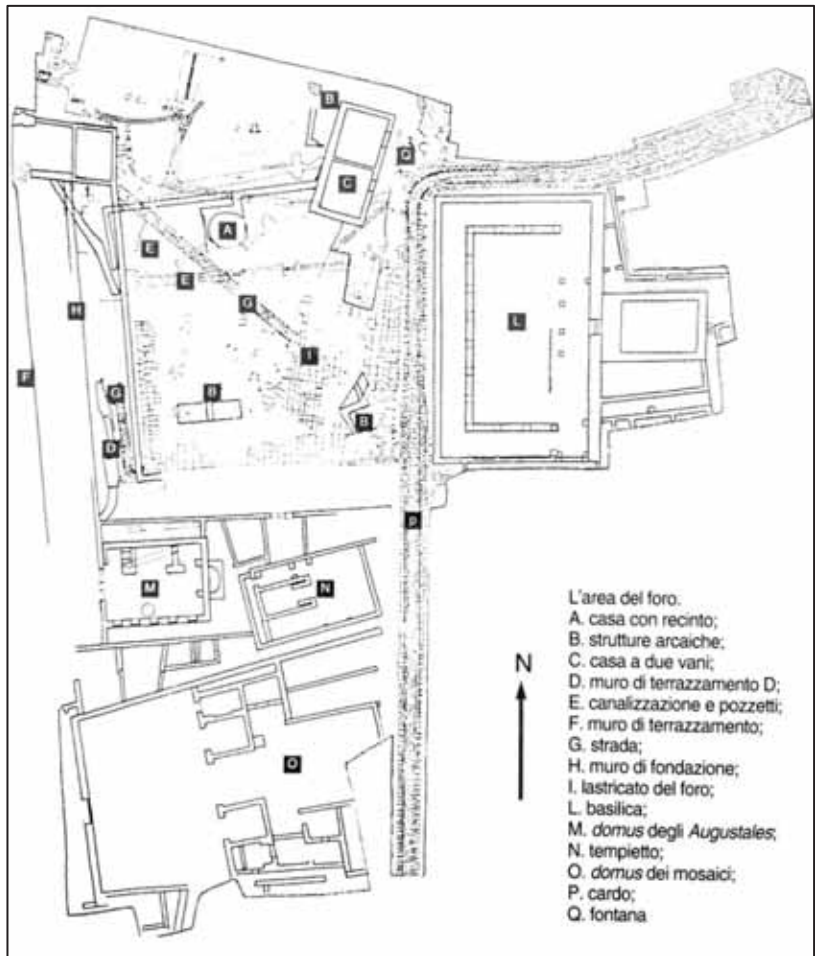 B
Q
C
A
E
E
H
G
L
I
F
G
B
B
D
P
M
N
O
N
L'area del foro.
A. casa con recinto;
B. strutture arcaiche;
C. casa a due vani;
D. muro di terrazzamento D;
E. canalizzazione e pozzetti;
F. muro di terrazzamento;
G. strada;
H. muro di fondazione;
I. lastricato del foro;
L. basilica;
M. domus degli Augustales;
N. tempietto;
O. domus dei mosaici;
P. cardo;
Q. fontana